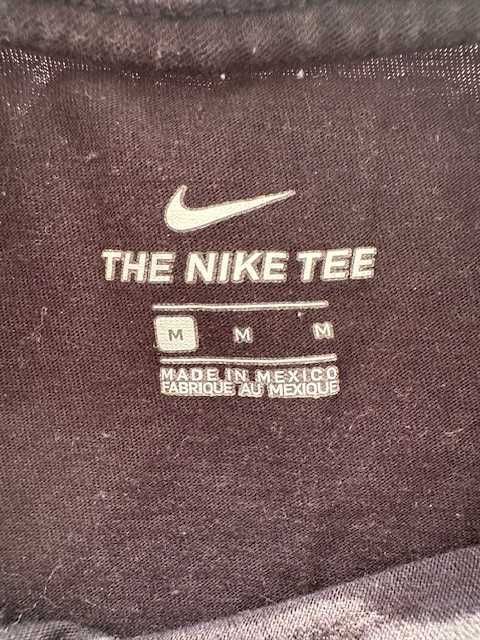 THE NIKE TEE
M M M
MADE IN MEXICO
FABRIQUE AU MEXIQUE